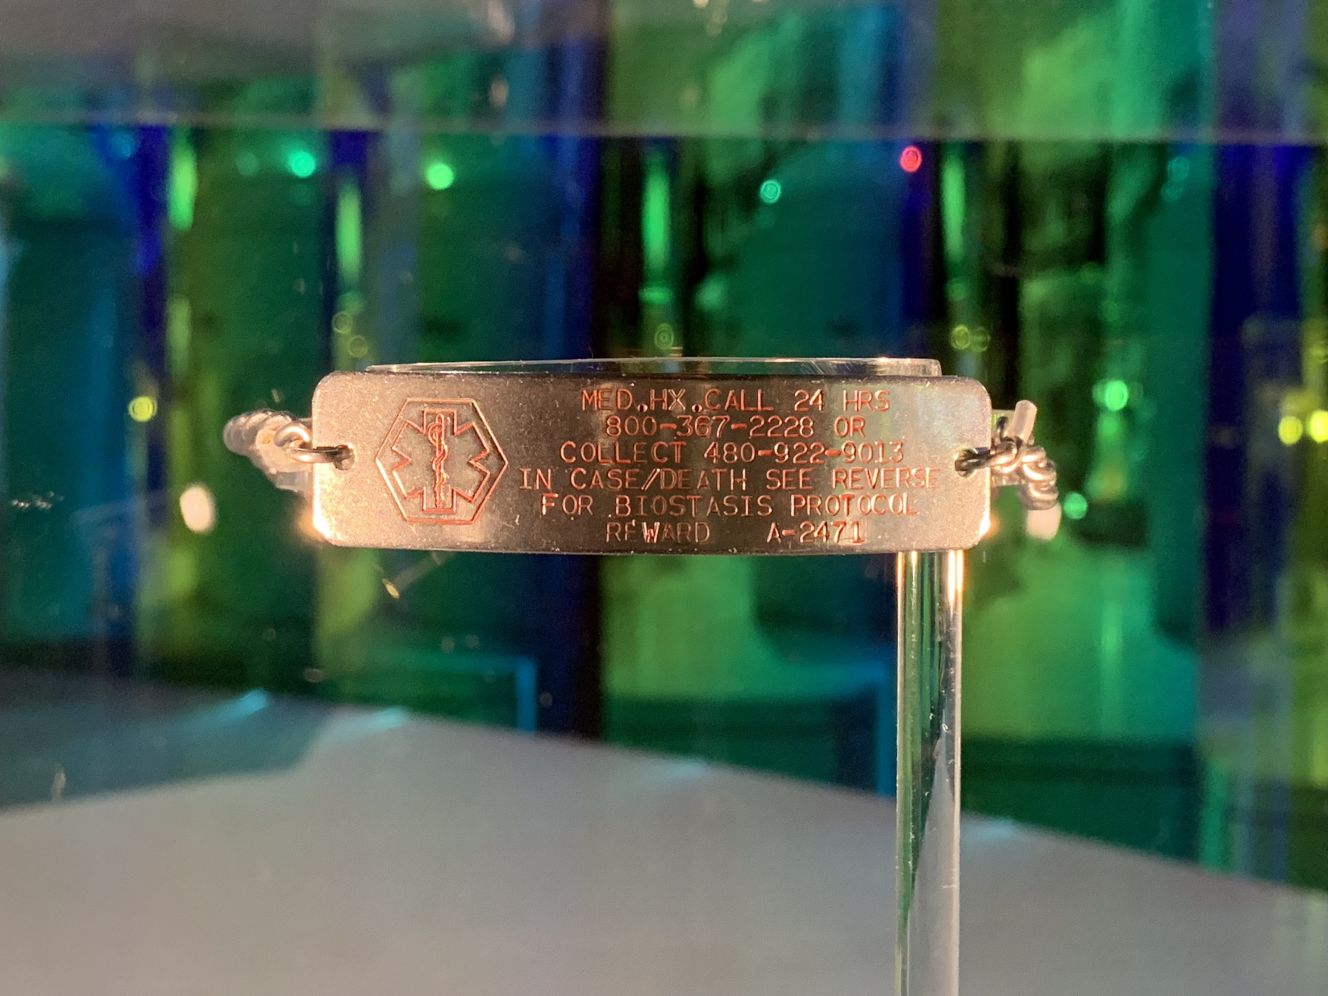 MED.HX.CALL 24 HRS
800-367-2228 OR
COLLECT 480-922-9013
IN CASE/DEATH SEE REVERSE
FOR BIOSTASIS PROTOCOL
REWARD A-2471